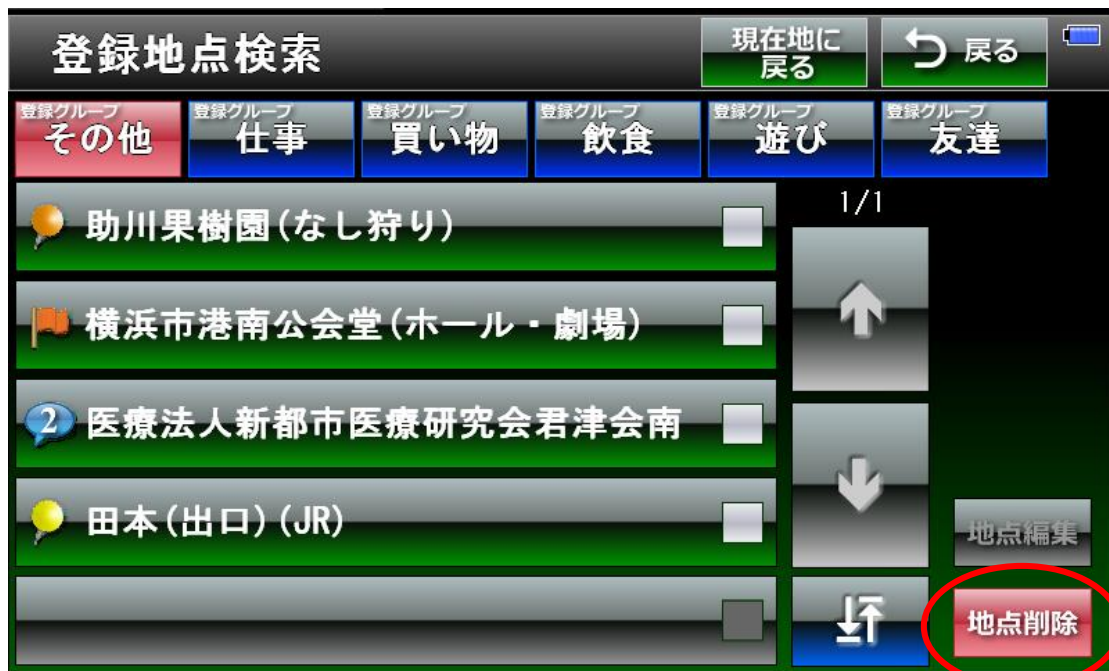 登録地点検索
現在地に
戻る
戻る
登録グループ
その他
登録グループ
仕事
登録グループ
買い物
登録グループ
飲食
登録グループ
遊び
登録グループ
友達
1/1
助川果樹園(なし狩り)
横浜市港南公会堂(ホール・劇場)
2
医療法人新都市医療研究会君津会南
田本(出口)(JR)
地点編集
地点削除